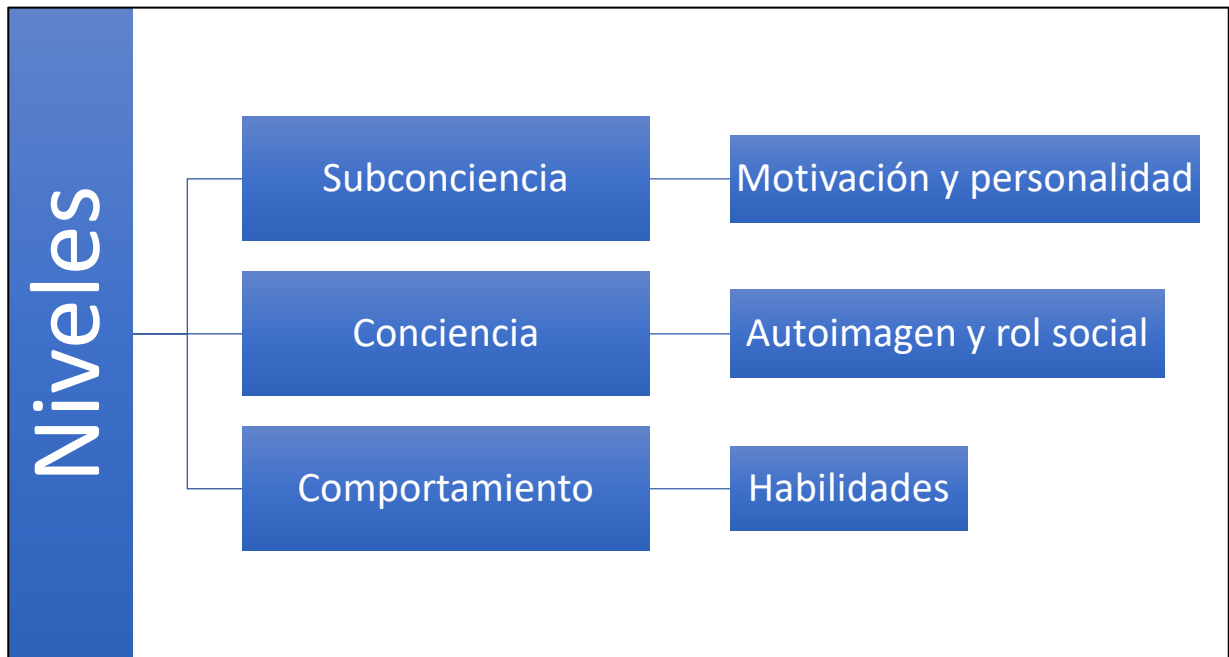 Niveles
Subconciencia
Motivación y personalidad
Conciencia
Autoimagen y rol social
Comportamiento
Habilidades